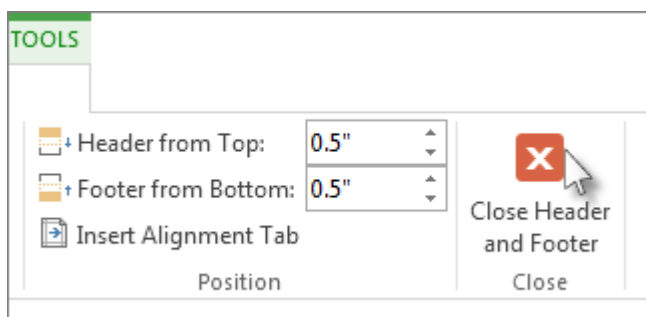 TOOLS
Header from Top: 0.5"
Footer from Bottom: 0.5"
Insert Alignment Tab
Position
Close Header
and Footer
Close